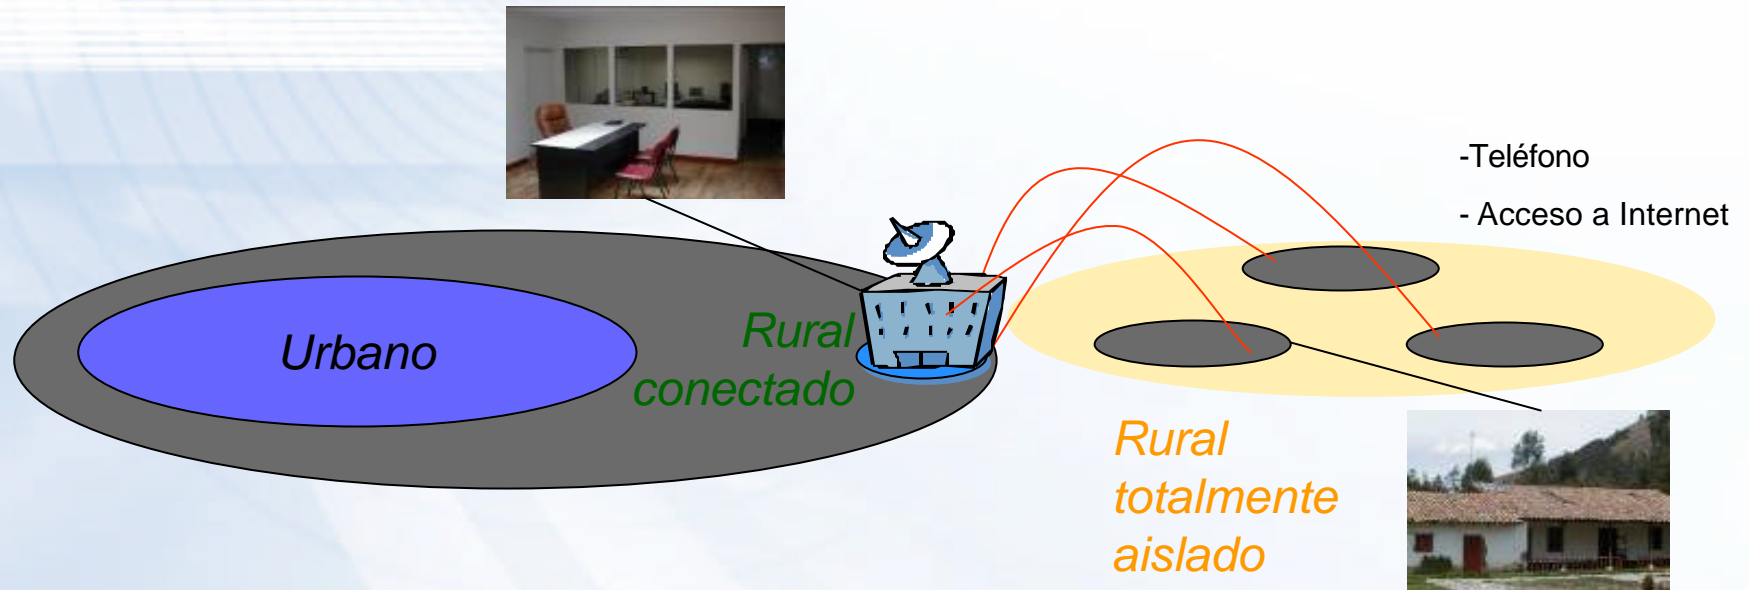 -Teléfono
- Acceso a Internet
Urbano
Rural
conectado
Rural
totalmente
aislado